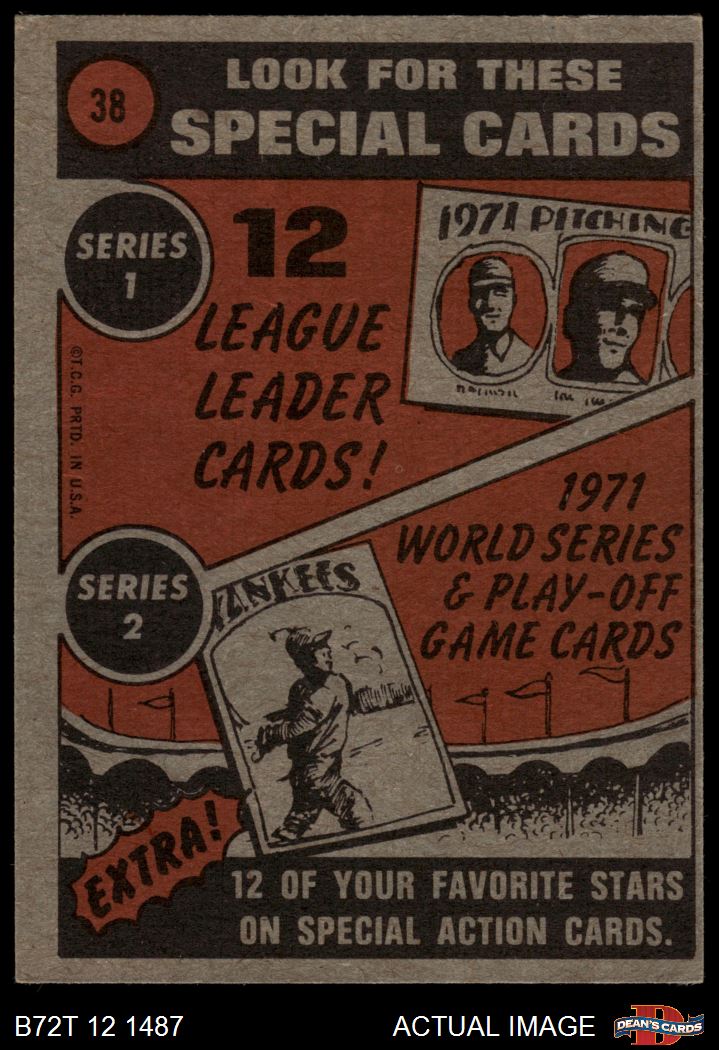 38
LOOK FOR THESE
SPECIAL CARDS
SERIES
1
12
LEAGUE
LEADER
CARDS!
1971 PITCHING
©T.C.G. PRTD. IN U.S.A.
1971
WORLD SERIES
& PLAY-OFF
GAME CARDS
SERIES
2
YANKEES
EXTRA!
12 OF YOUR FAVORITE STARS
ON SPECIAL ACTION CARDS.
B72T 12 1487
ACTUAL IMAGE
D
DEAN'S CARDS